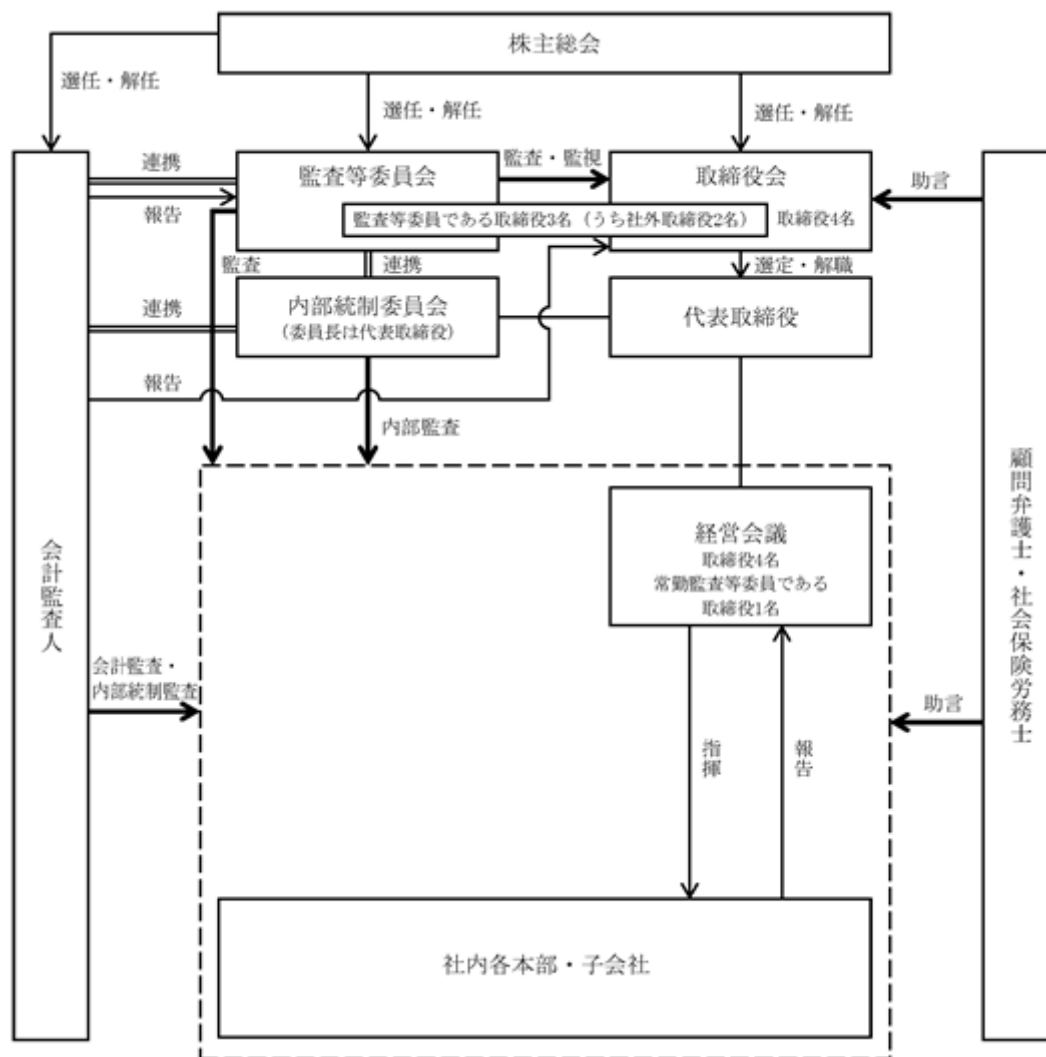 株主総会
選任・解任
選任・解任
選任・解任
連携
監査等委員会
監査・監視
取締役会
助言
報告
監査等委員である取締役3名（うち社外取締役2名）
取締役4名
監査
連携
選定・解職
連携
内部統制委員会
（委員長は代表取締役）
代表取締役
報告
内部監査
会計監査人
顧問弁護士・社会保険労務士
経営会議
取締役4名
常勤監査等委員である
取締役1名
会計監査・
内部統制監査
助言
指揮
報告
社内各本部・子会社